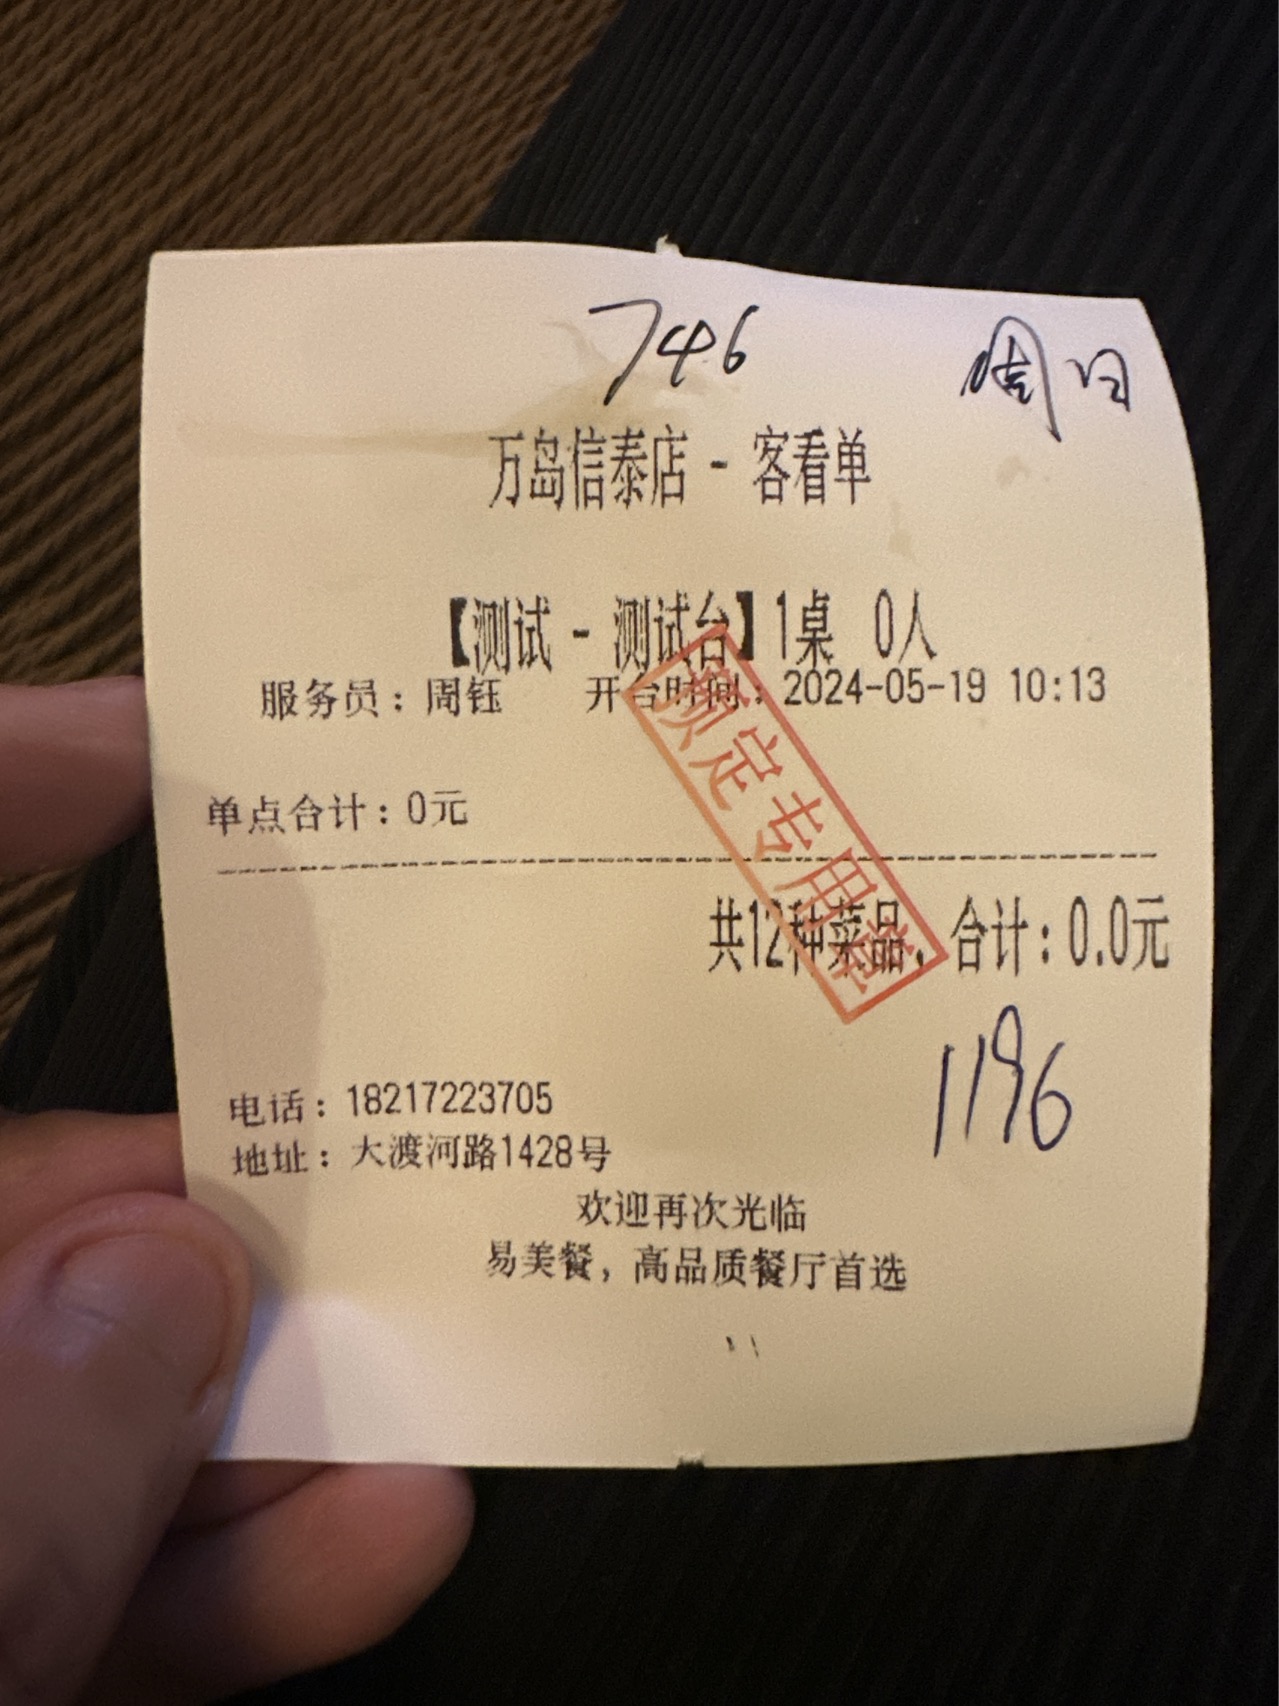 746 周日
万岛信泰店 - 客看单
【测试 - 测试台】1桌 0人
服务员：周钰 开台时间：2024-05-19 10:13
预定专用章
单点合计：0元
共12种菜品，合计：0.0元
1196
电话：18217223705
地址：大渡河路1428号
欢迎再次光临
易美餐，高品质餐厅首选